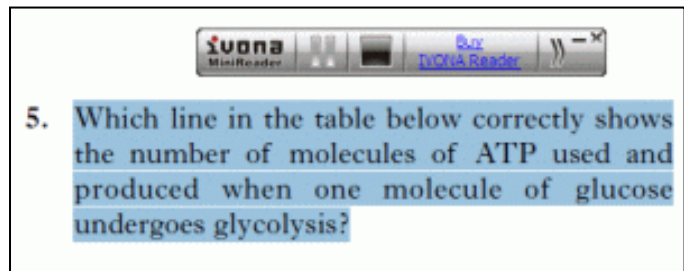 ivona
MiniReader
Buy
IVONA Reader
5. Which line in the table below correctly shows
the number of molecules of ATP used and
produced when one molecule of glucose
undergoes glycolysis?